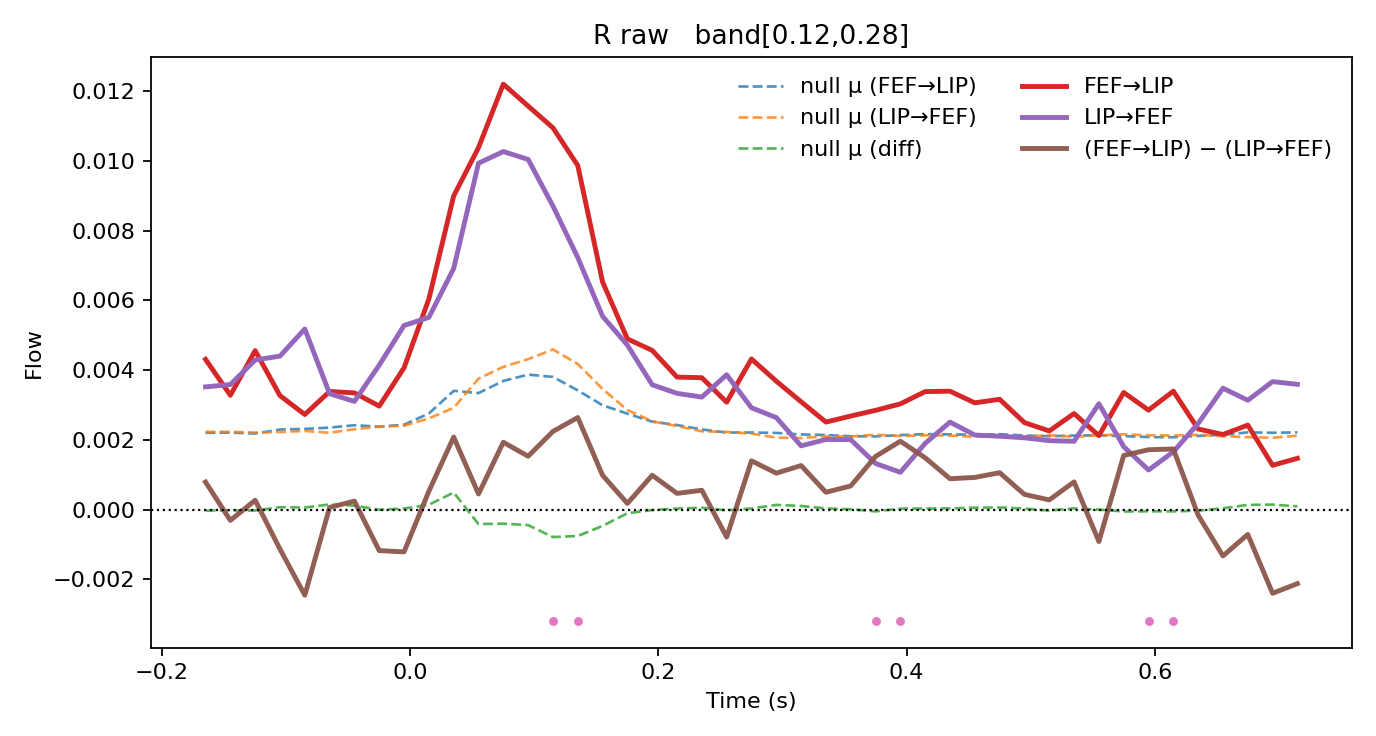 R raw   band[0.12,0.28]
null μ (FEF→LIP)
null μ (LIP→FEF)
null μ (diff)
FEF→LIP
LIP→FEF
(FEF→LIP) − (LIP→FEF)
Flow
0.012
0.010
0.008
0.006
0.004
0.002
0.000
−0.002
−0.2
0.0
0.2
0.4
0.6
Time (s)